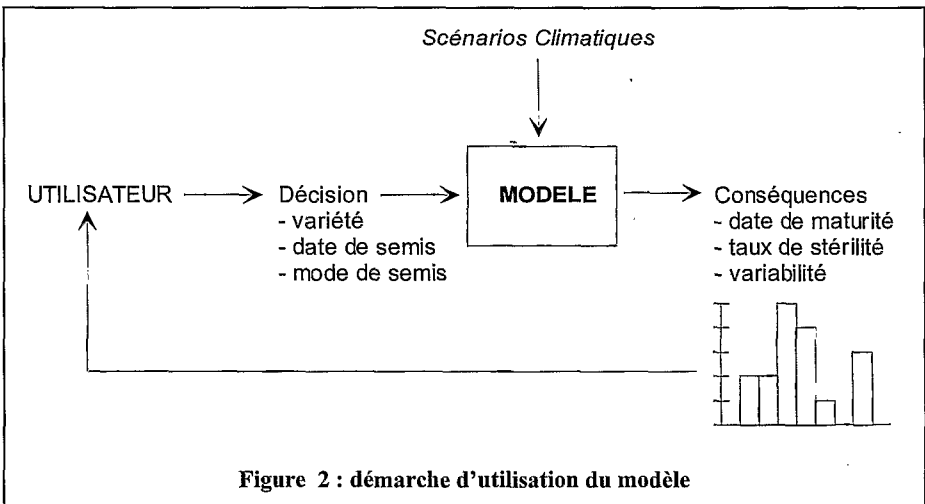 Scénarios Climatiques
UTILISATEUR
Décision
- variété
- date de semis
- mode de semis
MODELE
Conséquences
- date de maturité
- taux de stérilité
- variabilité
Figure 2 : démarche d'utilisation du modèle